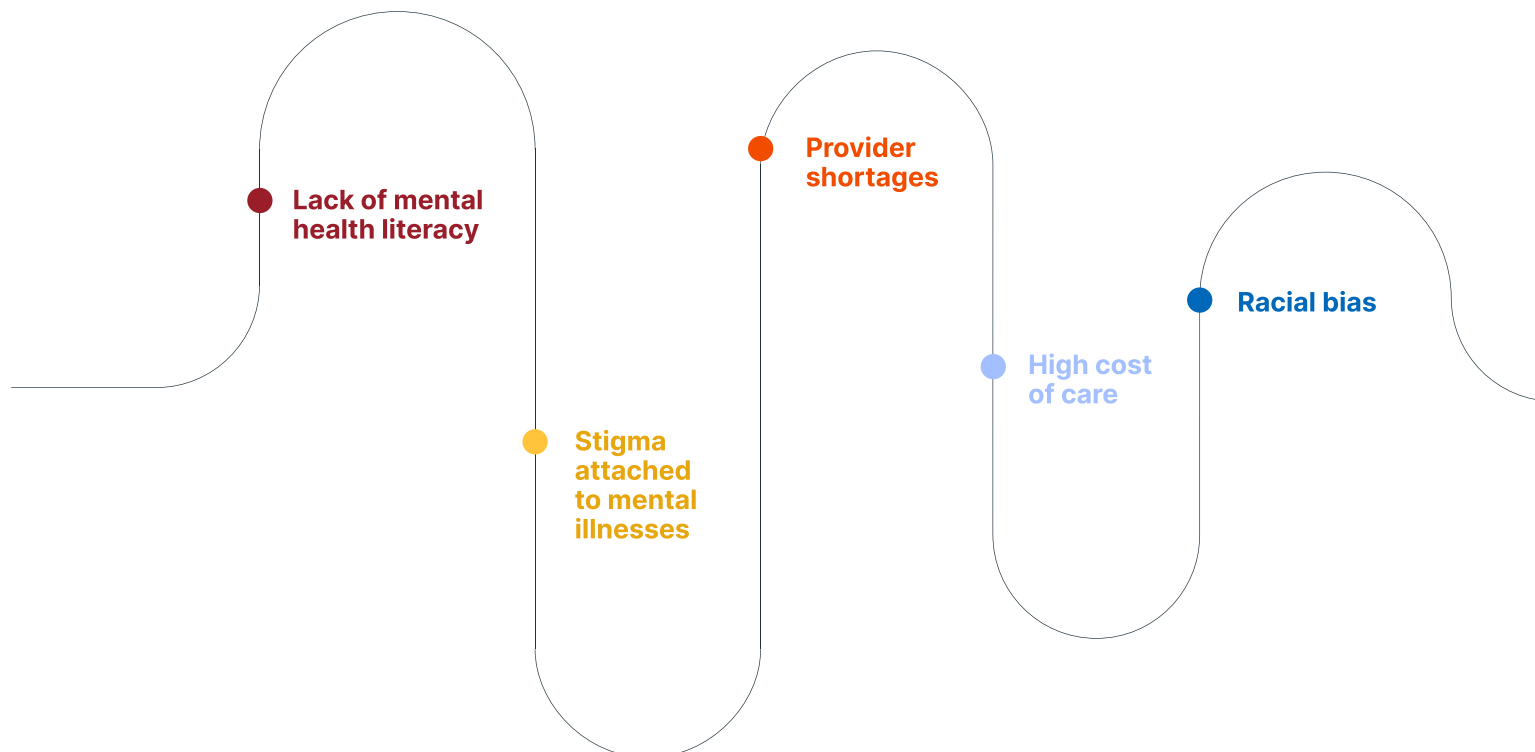 Lack of mental
health literacy
Stigma
attached
to mental
illnesses
Provider
shortages
High cost
of care
Racial bias